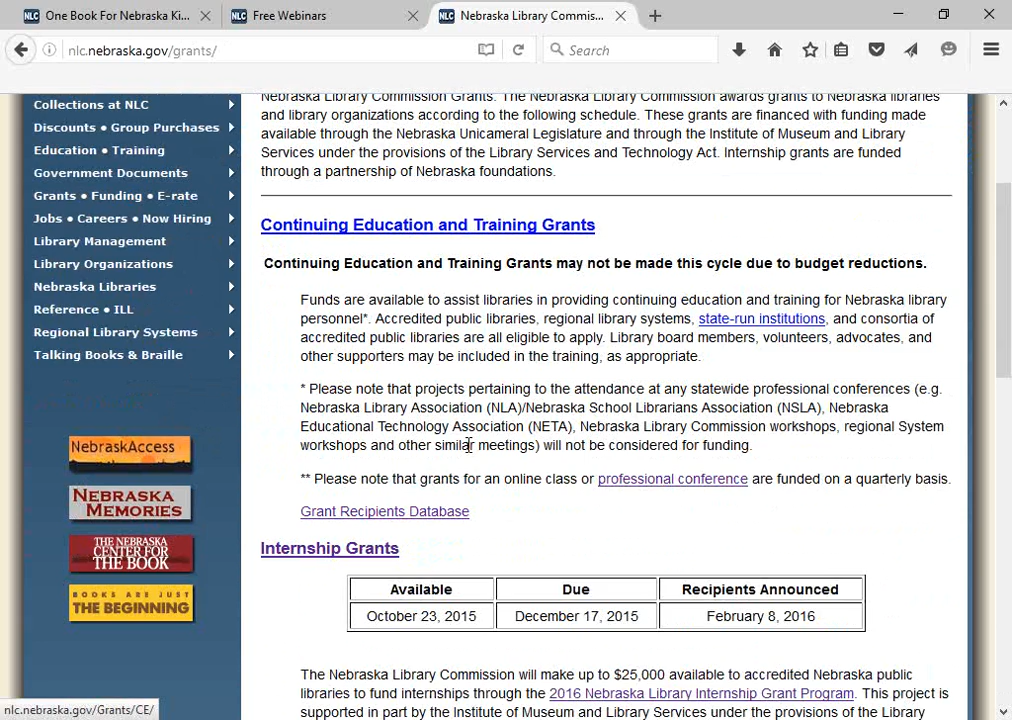 One Book For Nebraska Ki...
Free Webinars
Nebraska Library Commis...
nlc.nebraska.gov/grants/
Search
Collections at NLC
Discounts • Group Purchases
Education • Training
Government Documents
Grants • Funding • E-rate
Jobs • Careers • Now Hiring
Library Management
Library Organizations
Nebraska Libraries
Reference • ILL
Regional Library Systems
Talking Books & Braille
NebraskAccess
NEBRASKA
MEMORIES
THE NEBRASKA
CENTER FOR
THE BOOK
BOOKS ARE JUST
THE BEGINNING
Nebraska Library Commission Grants. The Nebraska Library Commission awards grants to Nebraska libraries
and library organizations according to the following schedule. These grants are financed with funding made
available through the Nebraska Unicameral Legislature and through the Institute of Museum and Library
Services under the provisions of the Library Services and Technology Act. Internship grants are funded
through a partnership of Nebraska foundations.
Continuing Education and Training Grants
Continuing Education and Training Grants may not be made this cycle due to budget reductions.
Funds are available to assist libraries in providing continuing education and training for Nebraska library
personnel*. Accredited public libraries, regional library systems, state-run institutions, and consortia of
accredited public libraries are all eligible to apply. Library board members, volunteers, advocates, and
other supporters may be included in the training, as appropriate.
* Please note that projects pertaining to the attendance at any statewide professional conferences (e.g.
Nebraska Library Association (NLA)/Nebraska School Librarians Association (NSLA), Nebraska
Educational Technology Association (NETA), Nebraska Library Commission workshops, regional System
workshops and other similar meetings) will not be considered for funding.
** Please note that grants for an online class or professional conference are funded on a quarterly basis.
Grant Recipients Database
Internship Grants
Available Due Recipients Announced
October 23, 2015 December 17, 2015 February 8, 2016
The Nebraska Library Commission will make up to $25,000 available to accredited Nebraska public
libraries to fund internships through the 2016 Nebraska Library Internship Grant Program. This project is
supported in part by the Institute of Museum and Library Services under the provisions of the Library
nlc.nebraska.gov/Grants/CE/